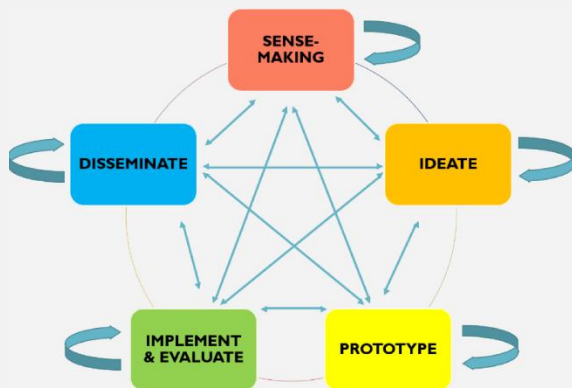 SENSE-
MAKING
DISSEMINATE
IDEATE
IMPLEMENT
& EVALUATE
PROTOTYPE